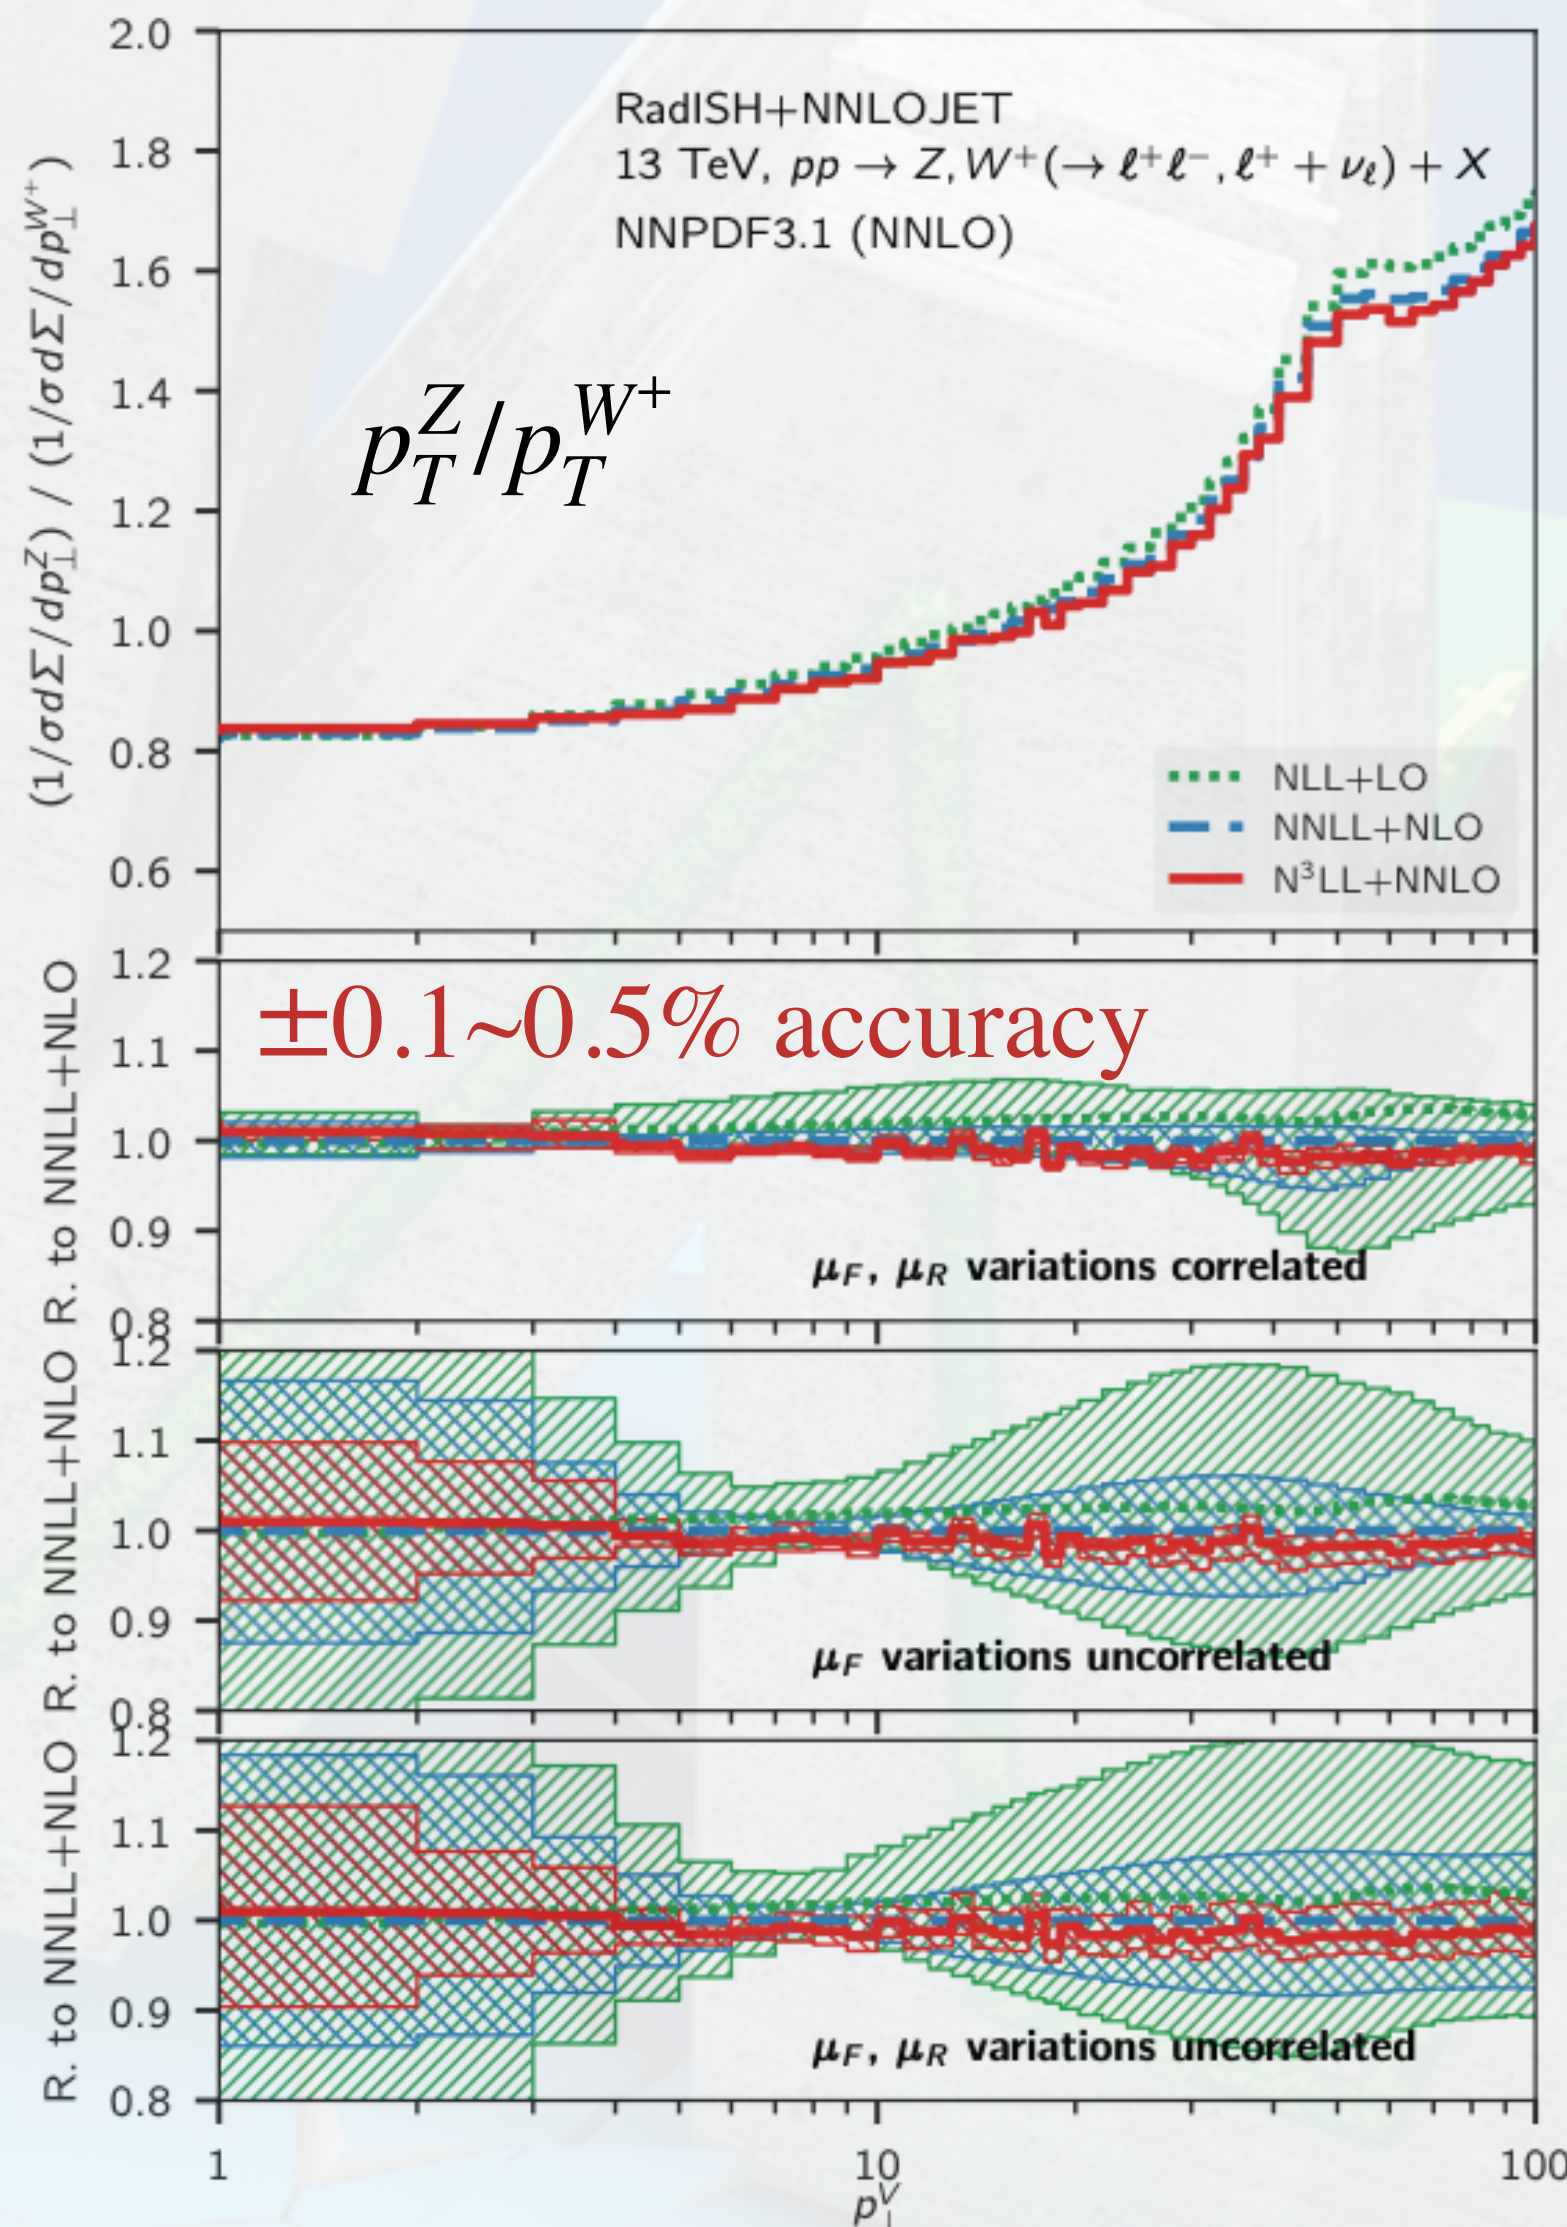 2.0
1.8
1.6
1.4
1.2
1.0
0.8
0.6
(1/σdΣ/dp⊥^Z) / (1/σdΣ/dp⊥^{W⁺})
RadISH+NNLOJET
13 TeV, pp → Z, W⁺(→ ℓ⁺ℓ⁻, ℓ⁺ + νℓ) + X
NNPDF3.1 (NNLO)
p_T^Z/p_T^{W⁺}
NLL+LO
NNLL+NLO
N³LL+NNLO
R. to NNLL+NLO
1.2
1.1
1.0
0.9
0.8
±0.1~0.5% accuracy
μF, μR variations correlated
R. to NNLL+NLO
1.2
1.1
1.0
0.9
0.8
μF variations uncorrelated
R. to NNLL+NLO
1.2
1.1
1.0
0.9
0.8
μF, μR variations uncorrelated
1
10
100
p⊥^V